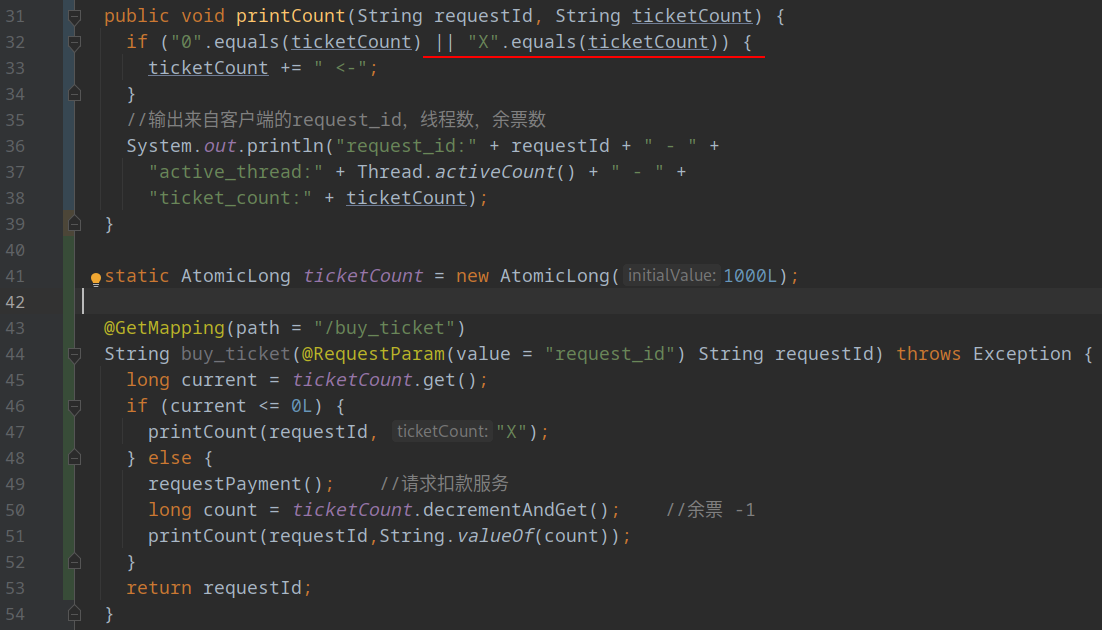 31 public void printCount(String requestId, String ticketCount) {
32 if ("0".equals(ticketCount) || "X".equals(ticketCount)) {
33 ticketCount += " <-";
34 }
35 //输出来自客户端的request_id，线程数，余票数
36 System.out.println("request_id:" + requestId + " - " +
37 "active_thread:" + Thread.activeCount() + " - " +
38 "ticket_count:" + ticketCount);
39 }
40
41 static AtomicLong ticketCount = new AtomicLong( initialValue: 1000L);
42
43 @GetMapping(path = "/buy_ticket")
44 String buy_ticket(@RequestParam(value = "request_id") String requestId) throws Exception {
45 long current = ticketCount.get();
46 if (current <= 0L) {
47 printCount(requestId, ticketCount: "X");
48 } else {
49 requestPayment(); //请求扣款服务
50 long count = ticketCount.decrementAndGet(); //余票 -1
51 printCount(requestId,String.valueOf(count));
52 }
53 return requestId;
54 }